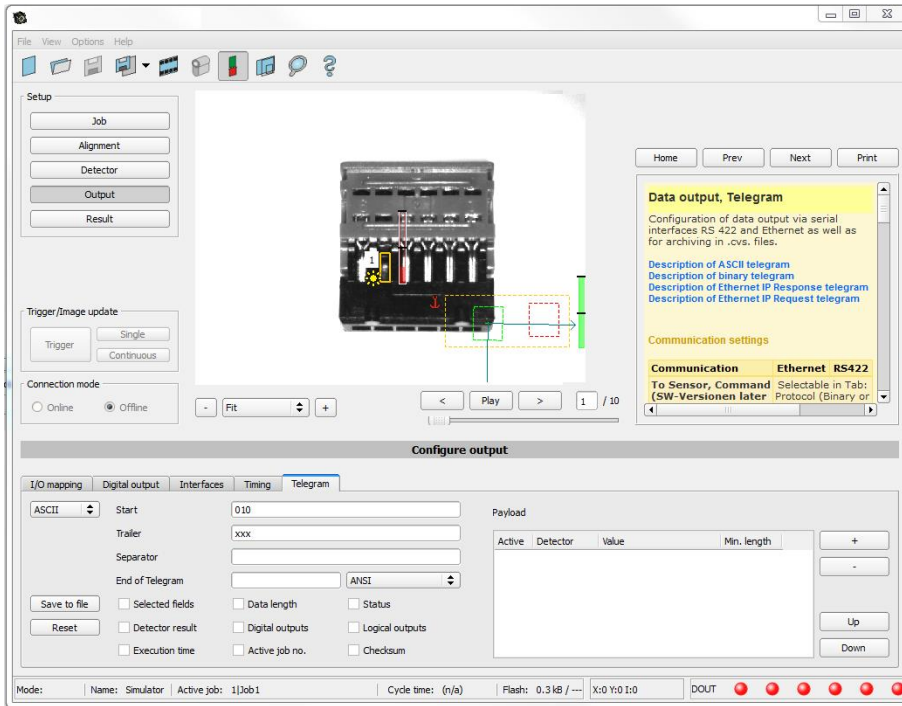 File View Options Help
Setup
Job
Alignment
Detector
Output
Result
Trigger/Image update
Trigger
Single
Continuous
Connection mode
Online Offline
1
- Fit +
< Play > 1 / 10
Home Prev Next Print
Data output, Telegram
Configuration of data output via serial
interfaces RS 422 and Ethernet as well as
for archiving in .cvs. files.
Description of ASCII telegram
Description of binary telegram
Description of Ethernet IP Response telegram
Description of Ethernet IP Request telegram
Communication settings
Communication Ethernet RS422
To Sensor, Command Selectable in Tab:
(SW-Versionen later Protocol (Binary or
Configure output
I/O mapping Digital output Interfaces Timing Telegram
ASCII Start 010
Trailer xxx
Separator
End of Telegram ANSI
Save to file Selected fields Data length Status
Reset Detector result Digital outputs Logical outputs
Execution time Active job no. Checksum
Payload
Active Detector Value Min. length
+
-
Up
Down
Mode: Name: Simulator Active job: 1|Job1 Cycle time: (n/a) Flash: 0.3 kB / --- X:0 Y:0 I:0 DOUT